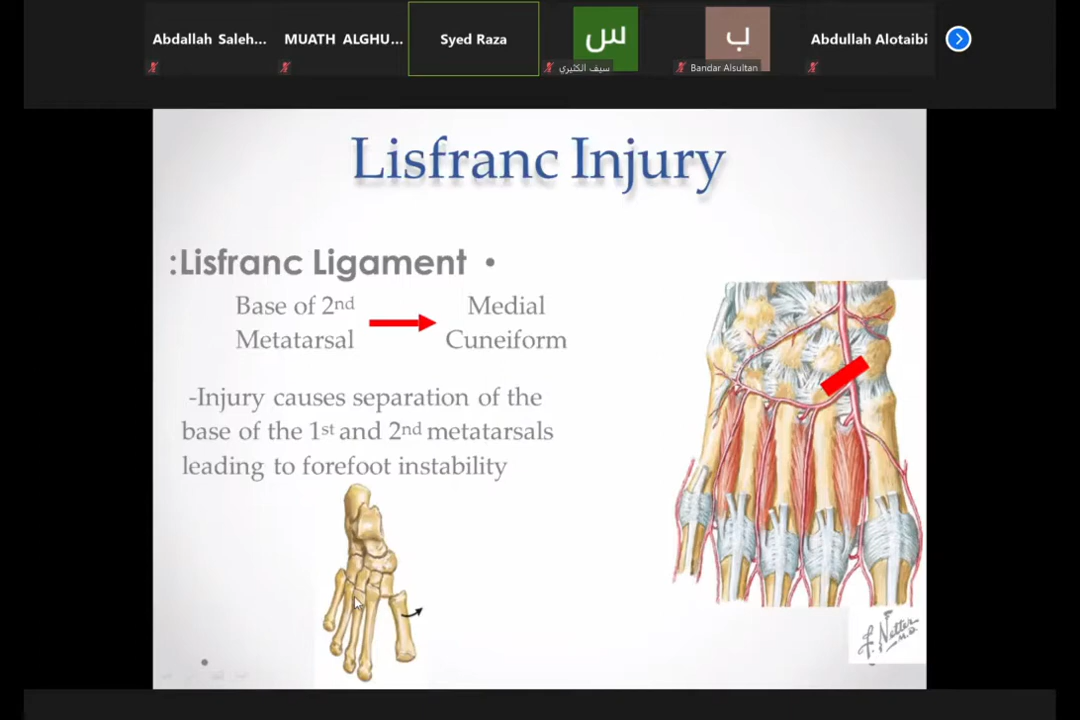 Abdallah Saleh...
MUATH ALGHU...
Syed Raza
س
سيف الكثيري
ب
Bandar Alsultan
Abdullah Alotaibi
Lisfranc Injury
:Lisfranc Ligament •
Base of 2nd
Metatarsal
Medial
Cuneiform
-Injury causes separation of the
base of the 1st and 2nd metatarsals
leading to forefoot instability
F. Netter
M.D.